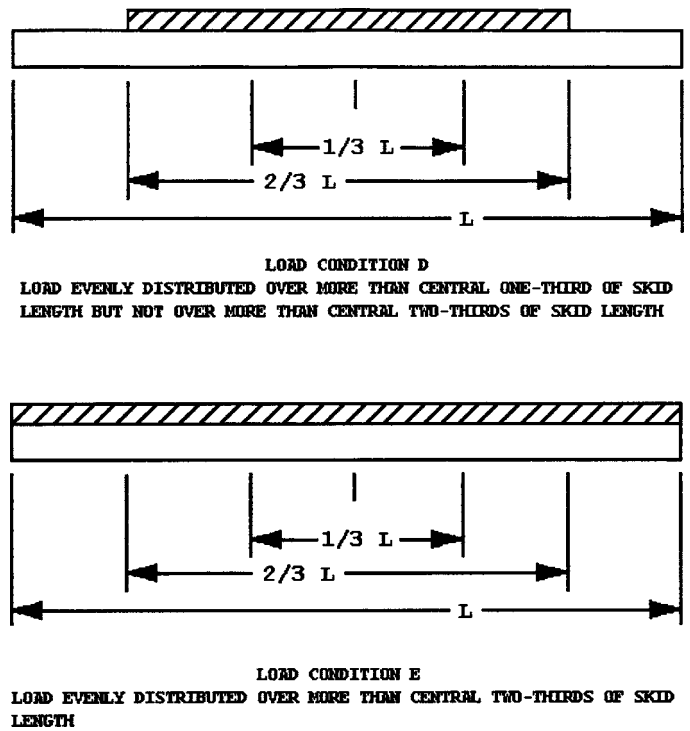 1/3 L
2/3 L
L
LOAD CONDITION D
LOAD EVENLY DISTRIBUTED OVER MORE THAN CENTRAL ONE-THIRD OF SKID
LENGTH BUT NOT OVER MORE THAN CENTRAL TWO-THIRDS OF SKID LENGTH
1/3 L
2/3 L
L
LOAD CONDITION E
LOAD EVENLY DISTRIBUTED OVER MORE THAN CENTRAL TWO-THIRDS OF SKID
LENGTH